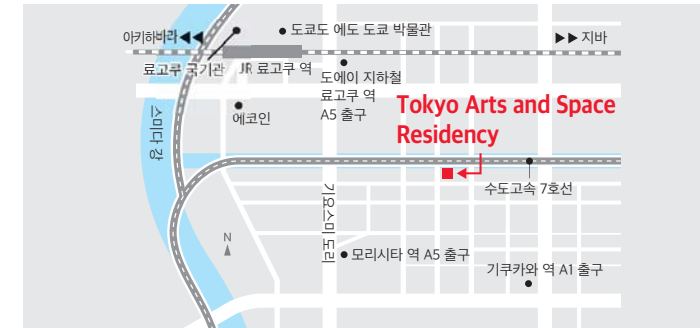 도쿄도 에도 도쿄 박물관
아키하바라◀◀
▶▶지바
료고쿠 국기관
JR 료고쿠 역
도에이 지하철
료고쿠 역
A5 출구
에코인
스미다 강
Tokyo Arts and Space
Residency
수도고속 7호선
기요스미 도리
N
모리시타 역 A5 출구
기쿠카와 역 A1 출구